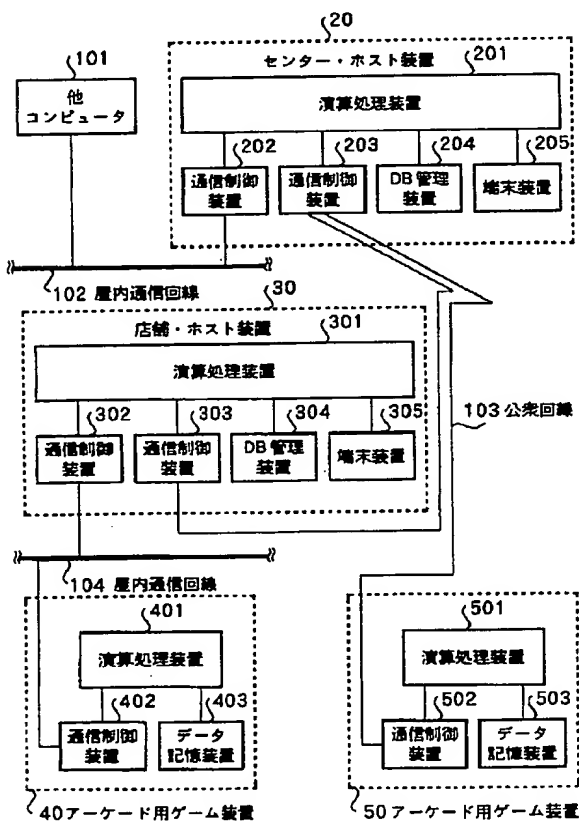 20
101
センター・ホスト装置
201
他
コンピュータ
演算処理装置
202
203
204
205
通信制御
装置
通信制御
装置
DB管理
装置
端末装置
102 屋内通信回線
30
店舗・ホスト装置
301
演算処理装置
302
303
304
305
103 公衆回線
通信制御
装置
通信制御
装置
DB管理
装置
端末装置
104 屋内通信回線
401
演算処理装置
402
403
通信制御
装置
データ
記憶装置
40アーケード用ゲーム装置
501
演算処理装置
502
503
通信制御
装置
データ
記憶装置
50アーケード用ゲーム装置